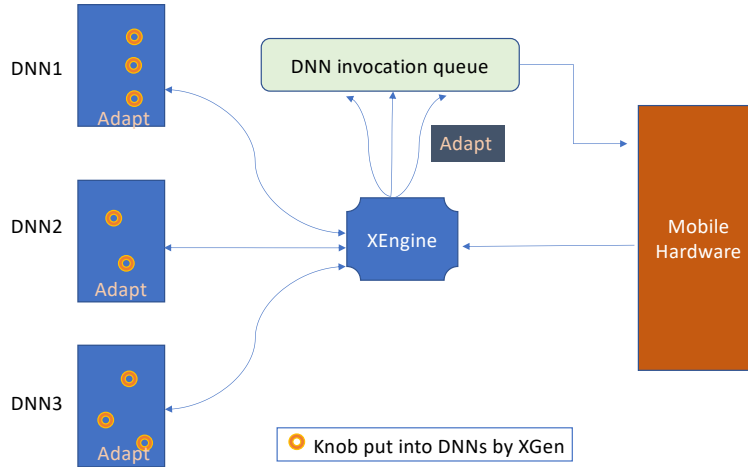 DNN1
Adapt
DNN invocation queue
Adapt
DNN2
Adapt
XEngine
Mobile
Hardware
DNN3
Adapt
Knob put into DNNs by XGen